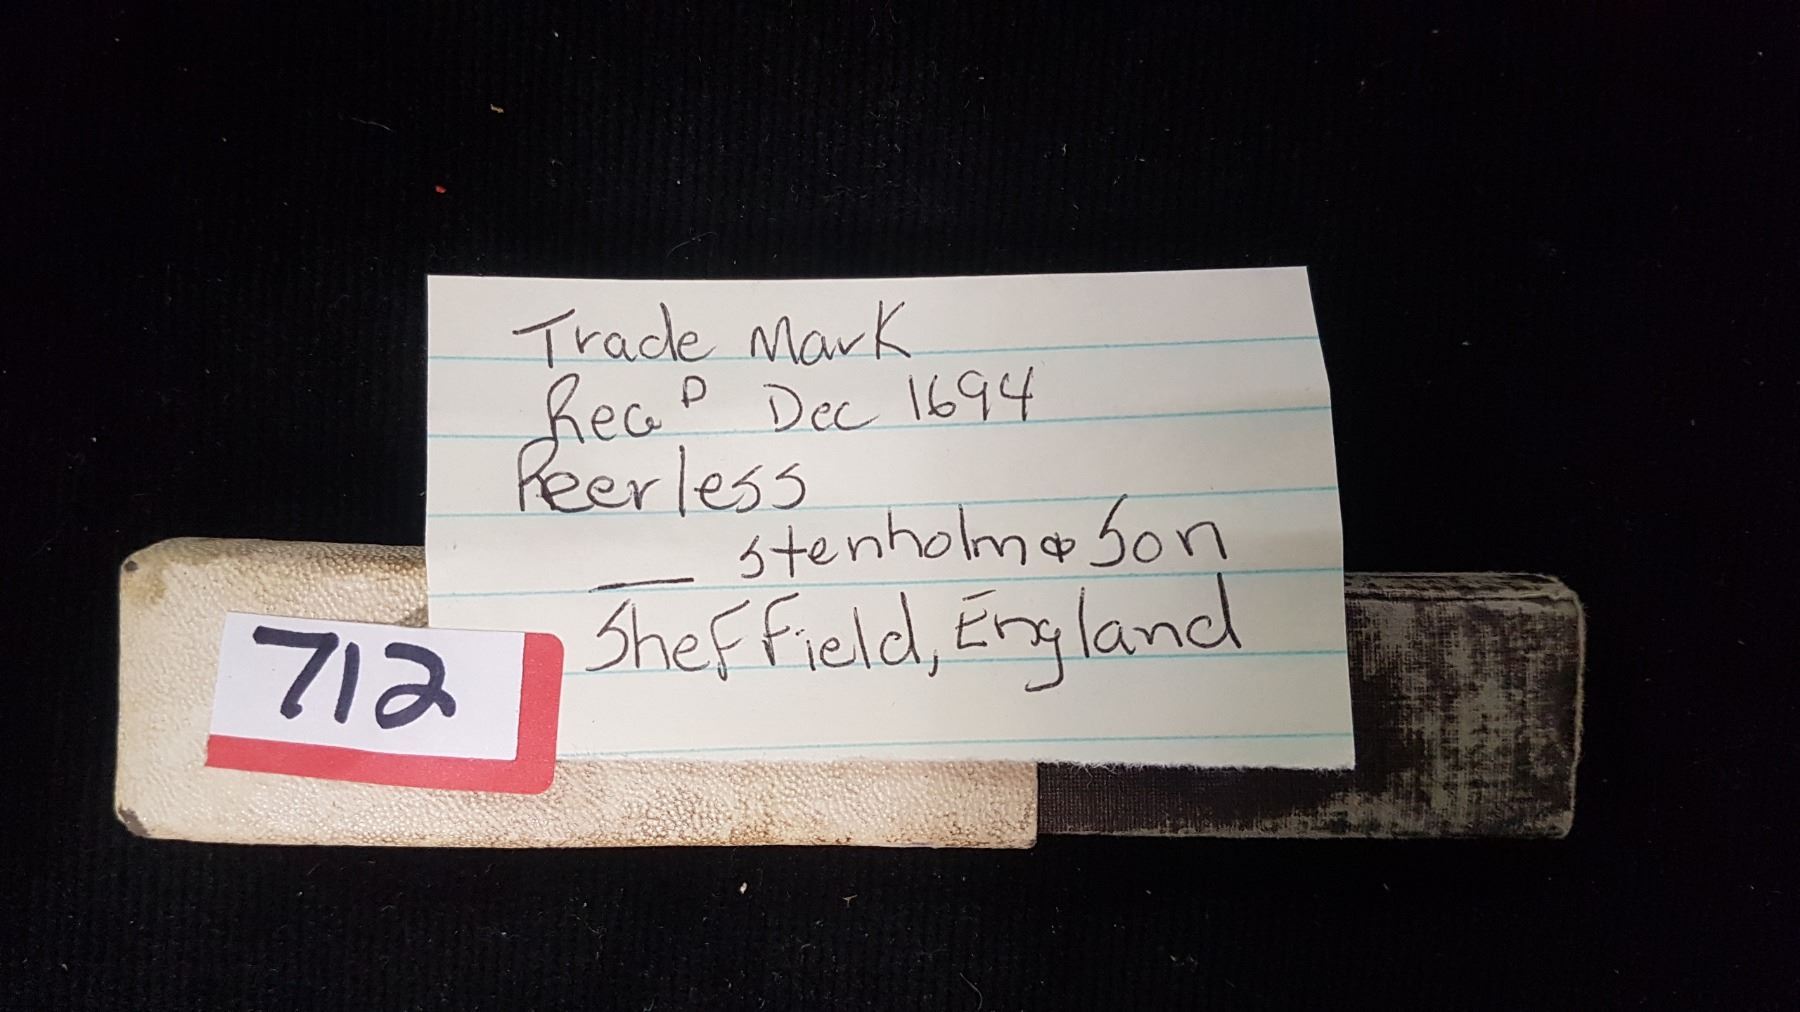 Trade Mark
Reg D Dec 1694
Peerless
__ Stenholm & Son
Sheffield, England
712